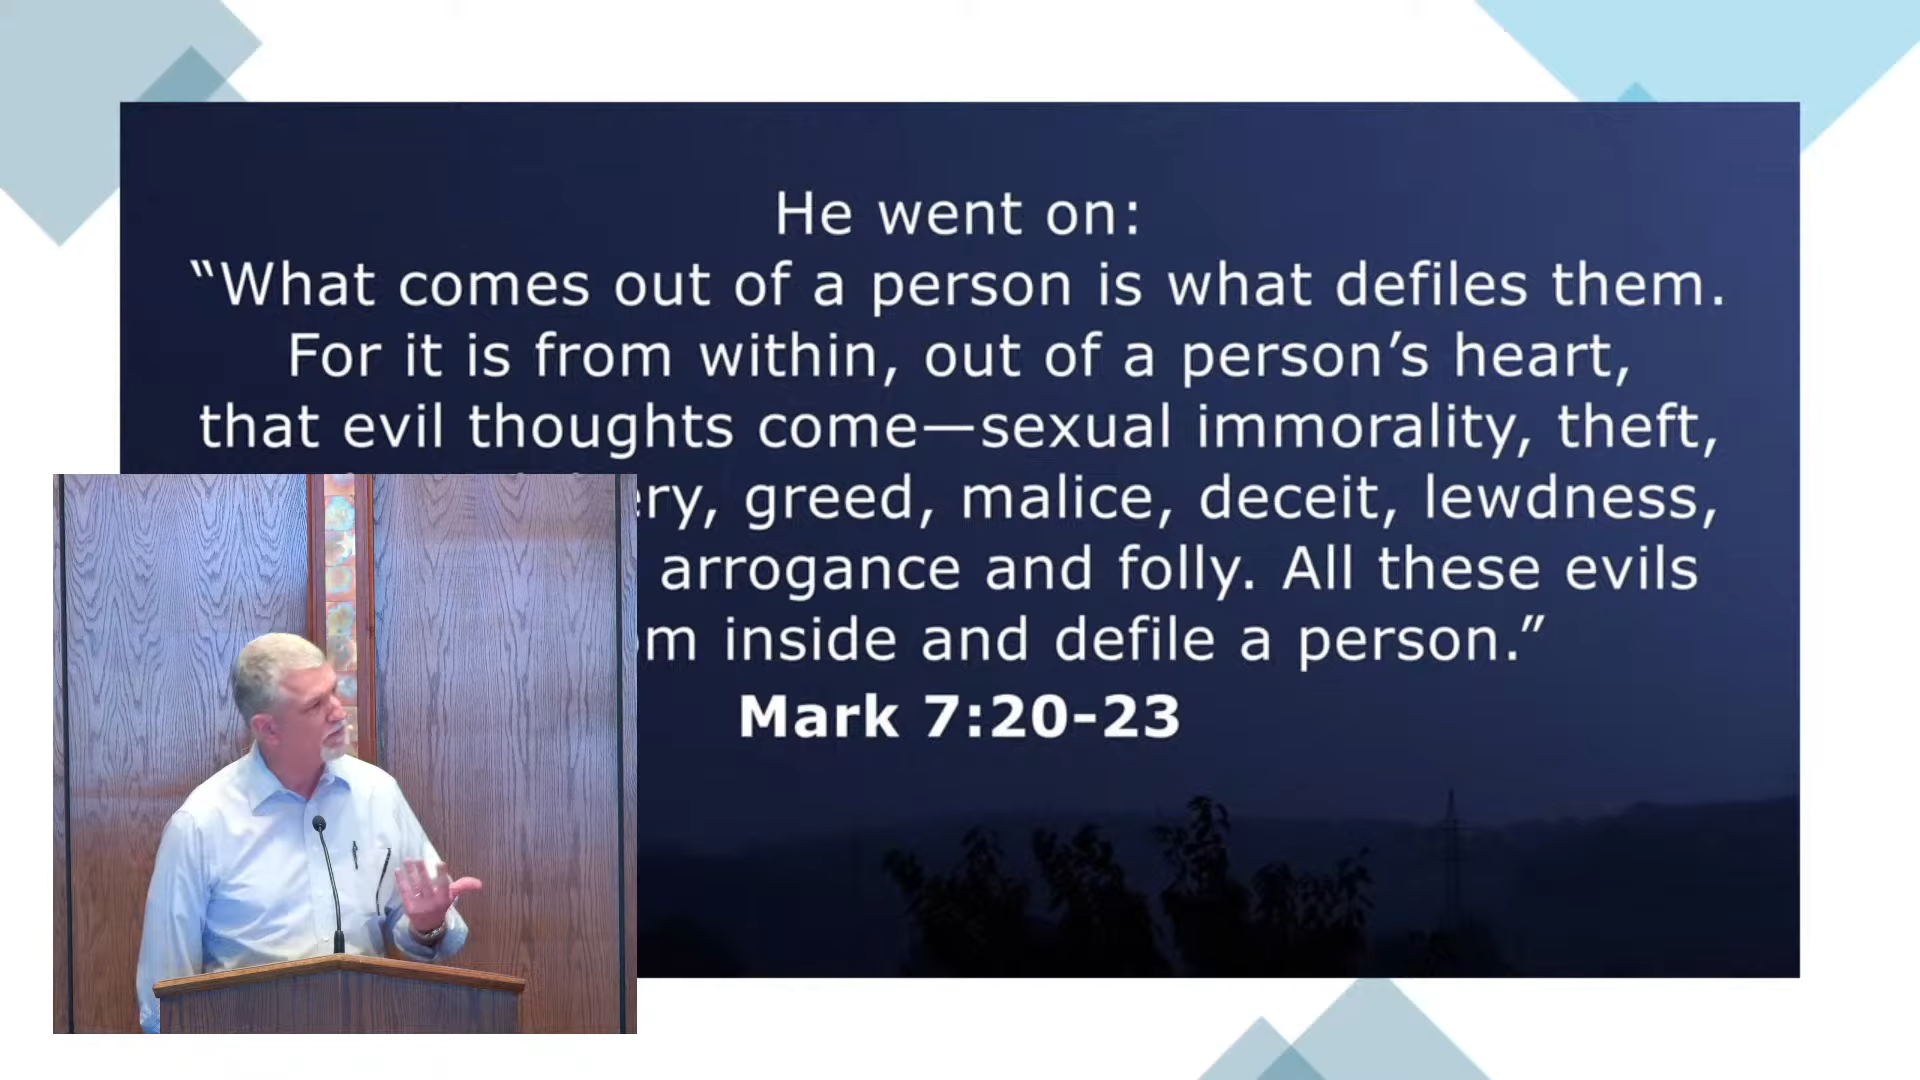 He went on:
“What comes out of a person is what defiles them.
For it is from within, out of a person’s heart,
that evil thoughts come—sexual immorality, theft,
greed, malice, deceit, lewdness,
arrogance and folly. All these evils
inside and defile a person.”
Mark 7:20-23